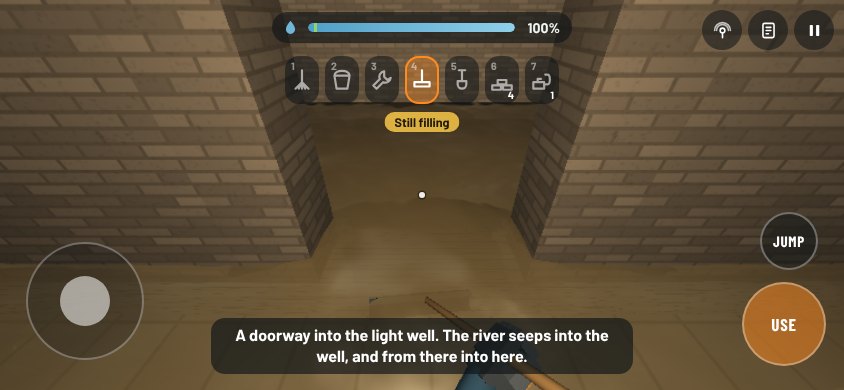 100%
1 2 3 4 5 6 7
4 1
Still filling
JUMP
USE
A doorway into the light well. The river seeps into the
well, and from there into here.